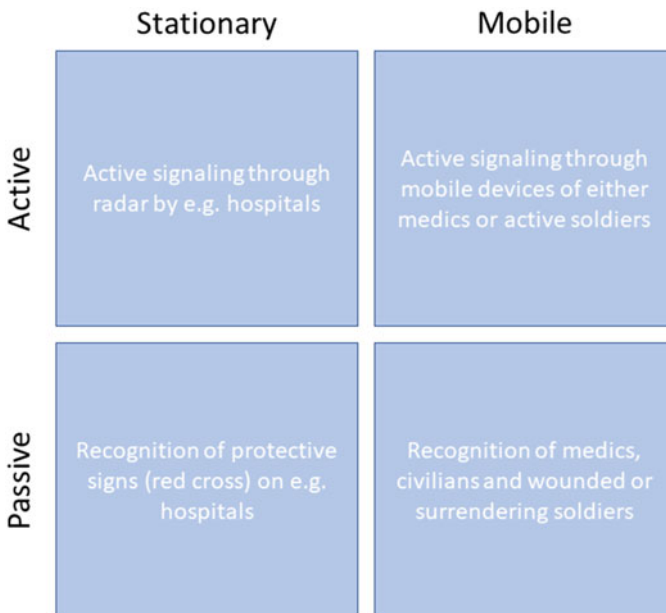 Stationary
Mobile
Active
Active signaling through
radar by e.g. hospitals
Active signaling through
mobile devices of either
medics or active soldiers
Passive
Recognition of protective
signs (red cross) on e.g.
hospitals
Recognition of medics,
civilians and wounded or
surrendering soldiers